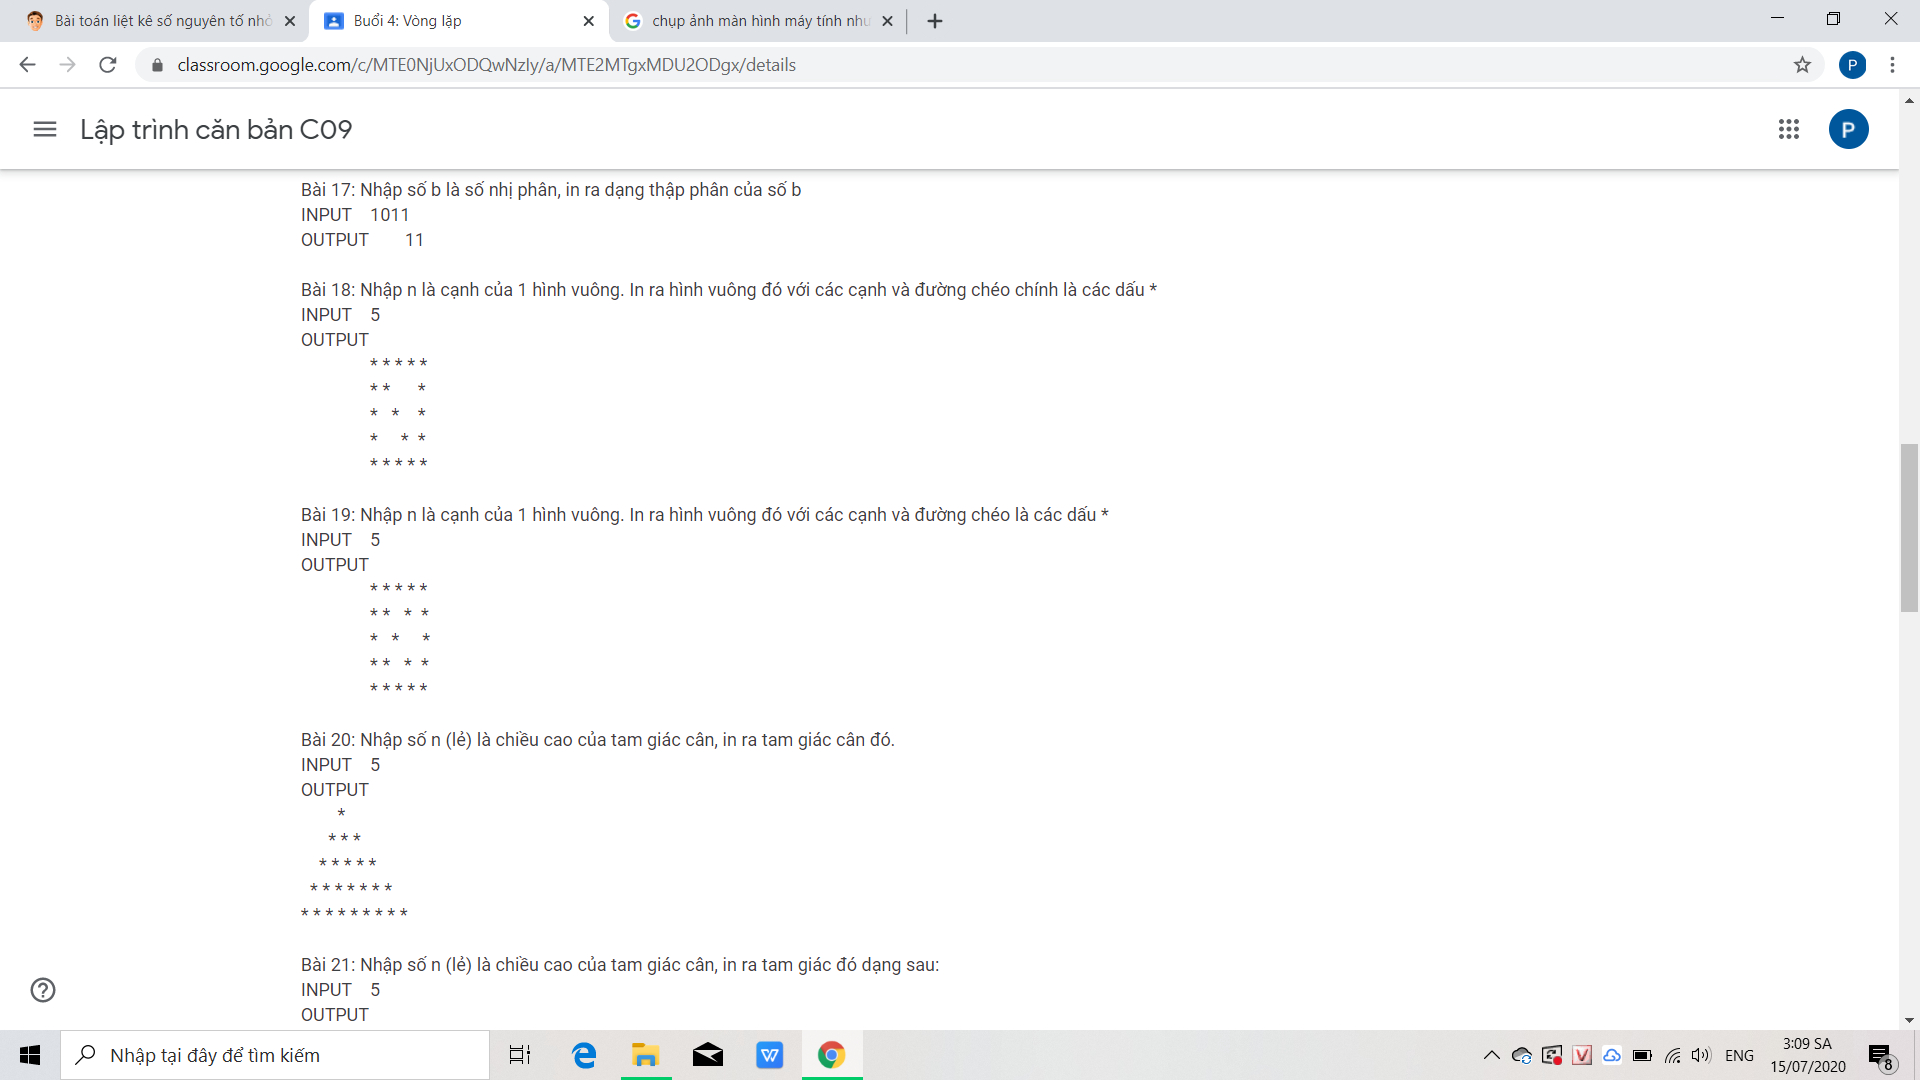 Bài toán liệt kê số nguyên tố nhỏ
Buổi 4: Vòng lặp
chụp ảnh màn hình máy tính như
classroom.google.com/c/MTE0NjUxODQwNzIy/a/MTE2MTgxMDU2ODgx/details
P
Lập trình căn bản C09
P
Bài 17: Nhập số b là số nhị phân, in ra dạng thập phân của số b
INPUT 1011
OUTPUT 11
Bài 18: Nhập n là cạnh của 1 hình vuông. In ra hình vuông đó với các cạnh và đường chéo chính là các dấu *
INPUT 5
OUTPUT
* * * * *
* *     *
*   *   *
*     * *
* * * * *
Bài 19: Nhập n là cạnh của 1 hình vuông. In ra hình vuông đó với các cạnh và đường chéo là các dấu *
INPUT 5
OUTPUT
* * * * *
* *   * *
*   *   *
* *   * *
* * * * *
Bài 20: Nhập số n (lẻ) là chiều cao của tam giác cân, in ra tam giác cân đó.
INPUT 5
OUTPUT
*
* * *
* * * * *
* * * * * * *
* * * * * * * * *
Bài 21: Nhập số n (lẻ) là chiều cao của tam giác cân, in ra tam giác đó dạng sau:
INPUT 5
OUTPUT
Nhập tại đây để tìm kiếm
ENG
3:09 SA
15/07/2020
8